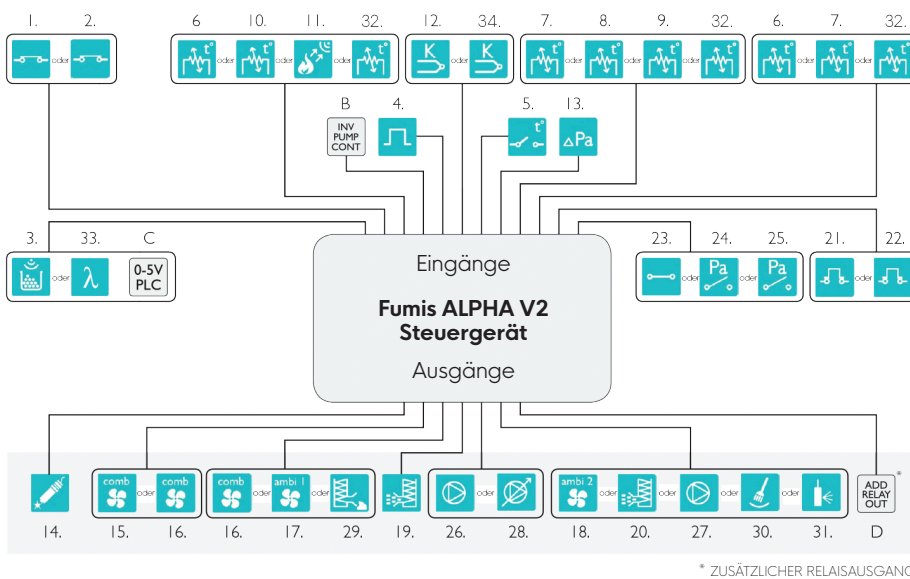 1. 2. 6 10. 11. 32. 12. 34. 7. 8. 9. 32. 6. 7. 32.
oder t° oder t° oder oder t° K oder K t° oder t° oder t° oder t° t° oder t° oder t°
B 4. 5. 13.
INV
PUMP
CONT
t°
△Pa
3. 33. C 23. 24. 25. 21. 22.
oder λ
0-5V
PLC
oder Pa oder Pa
oder
Eingänge
Fumis ALPHA V2
Steuergerät
Ausgänge
comb oder comb comb oder ambi 1 oder oder ambi 2 oder oder oder oder
ADD
RELAY
OUT
*
14. 15. 16. 16. 17. 29. 19. 26. 28. 18. 20. 27. 30. 31. D
* ZUSÄTZLICHER RELAISAUSGANG